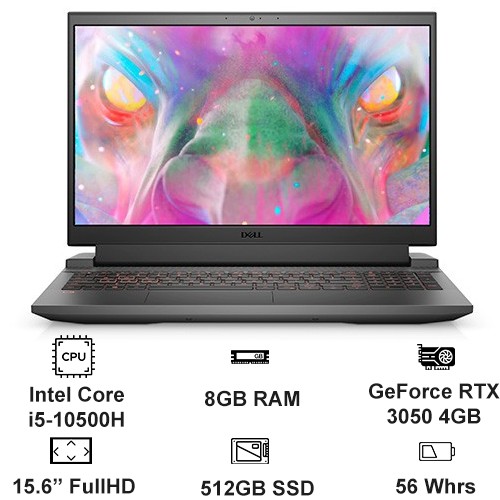 DELL
CPU
Intel Core
i5-10500H
GB
8GB RAM
GeForce RTX
3050 4GB
15.6” FullHD
512GB SSD
56 Whrs